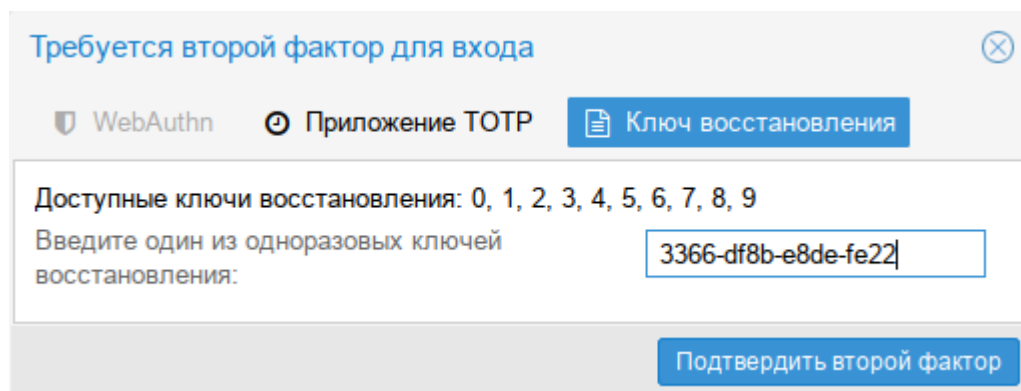 Требуется второй фактор для входа
WebAuthn Приложение TOTP Ключ восстановления
Доступные ключи восстановления: 0, 1, 2, 3, 4, 5, 6, 7, 8, 9
Введите один из одноразовых ключей
восстановления:
3366-df8b-e8de-fe22
Подтвердить второй фактор